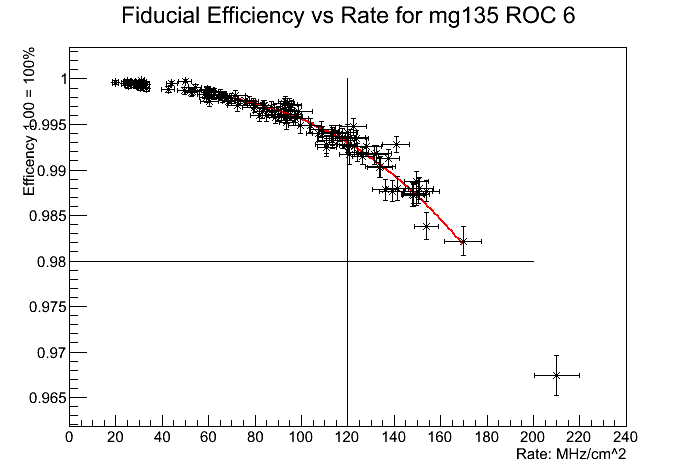 Fiducial Efficiency vs Rate for mg135 ROC 6
Efficency 1.00 = 100%
1
0.995
0.99
0.985
0.98
0.975
0.97
0.965
0 20 40 60 80 100 120 140 160 180 200 220 240
Rate: MHz/cm^2